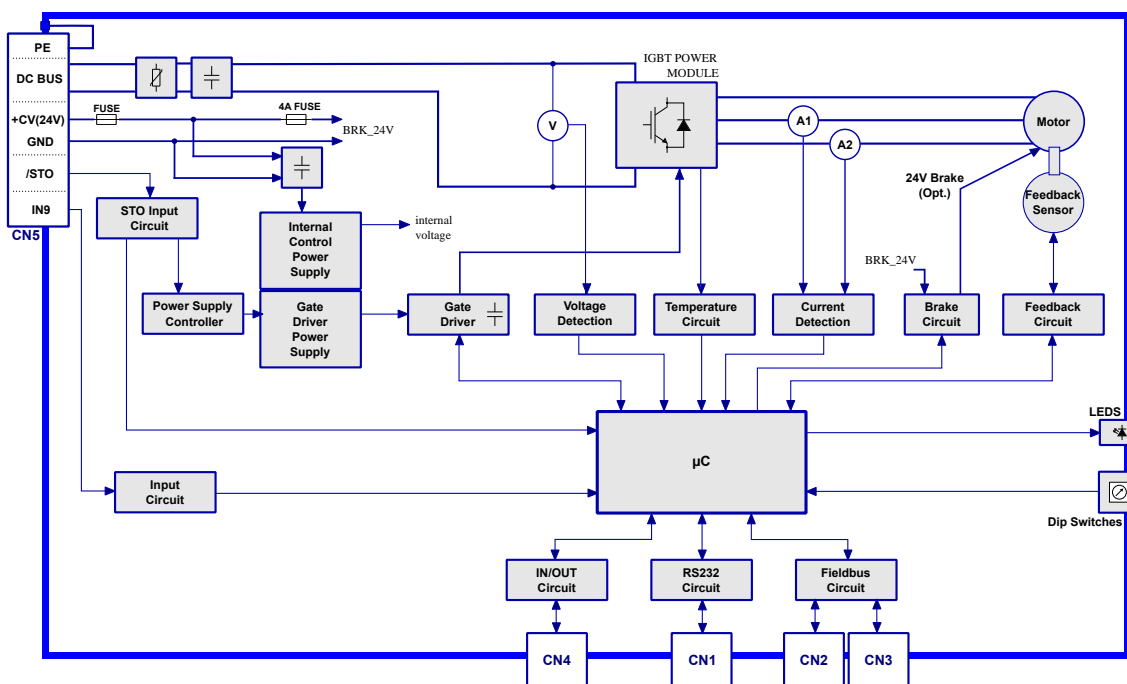 IGBT POWER
MODULE
PE
DC BUS
+CV(24V)
FUSE
4A FUSE
BRK_24V
GND
/STO
IN9
CN5
V
A1
A2
Motor
24V Brake
(Opt.)
Feedback
Sensor
STO Input
Circuit
Internal
Control
Power
Supply
internal
voltage
BRK_24V
Power Supply
Controller
Gate
Driver
Power
Supply
Gate
Driver
Voltage
Detection
Temperature
Circuit
Current
Detection
Brake
Circuit
Feedback
Circuit
LEDS
µC
Input
Circuit
Dip Switches
IN/OUT
Circuit
RS232
Circuit
Fieldbus
Circuit
CN4
CN1
CN2
CN3